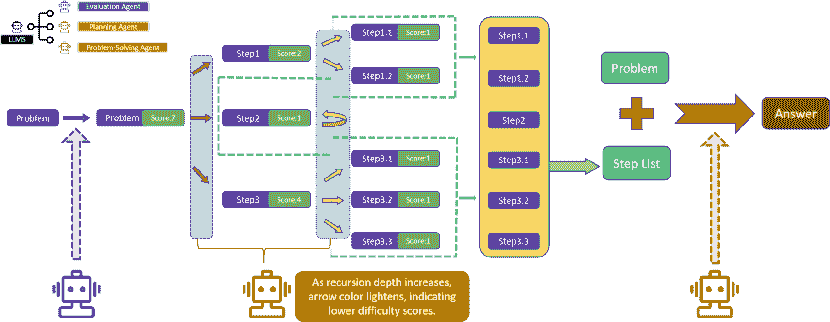 Evaluation Agent
Planning Agent
Problem-Solving Agent
LLMS
Problem
Problem Score:7
Step1 Score:2
Step2 Score:1
Step3 Score:4
Step1.1 Score:1
Step1.2 Score:1
Step3.1 Score:1
Step3.2 Score:1
Step3.3 Score:1
Step1.1
Step1.2
Step2
Step3.1
Step3.2
Step3.3
Problem
Step List
Answer
As recursion depth increases,
arrow color lightens, indicating
lower difficulty scores.